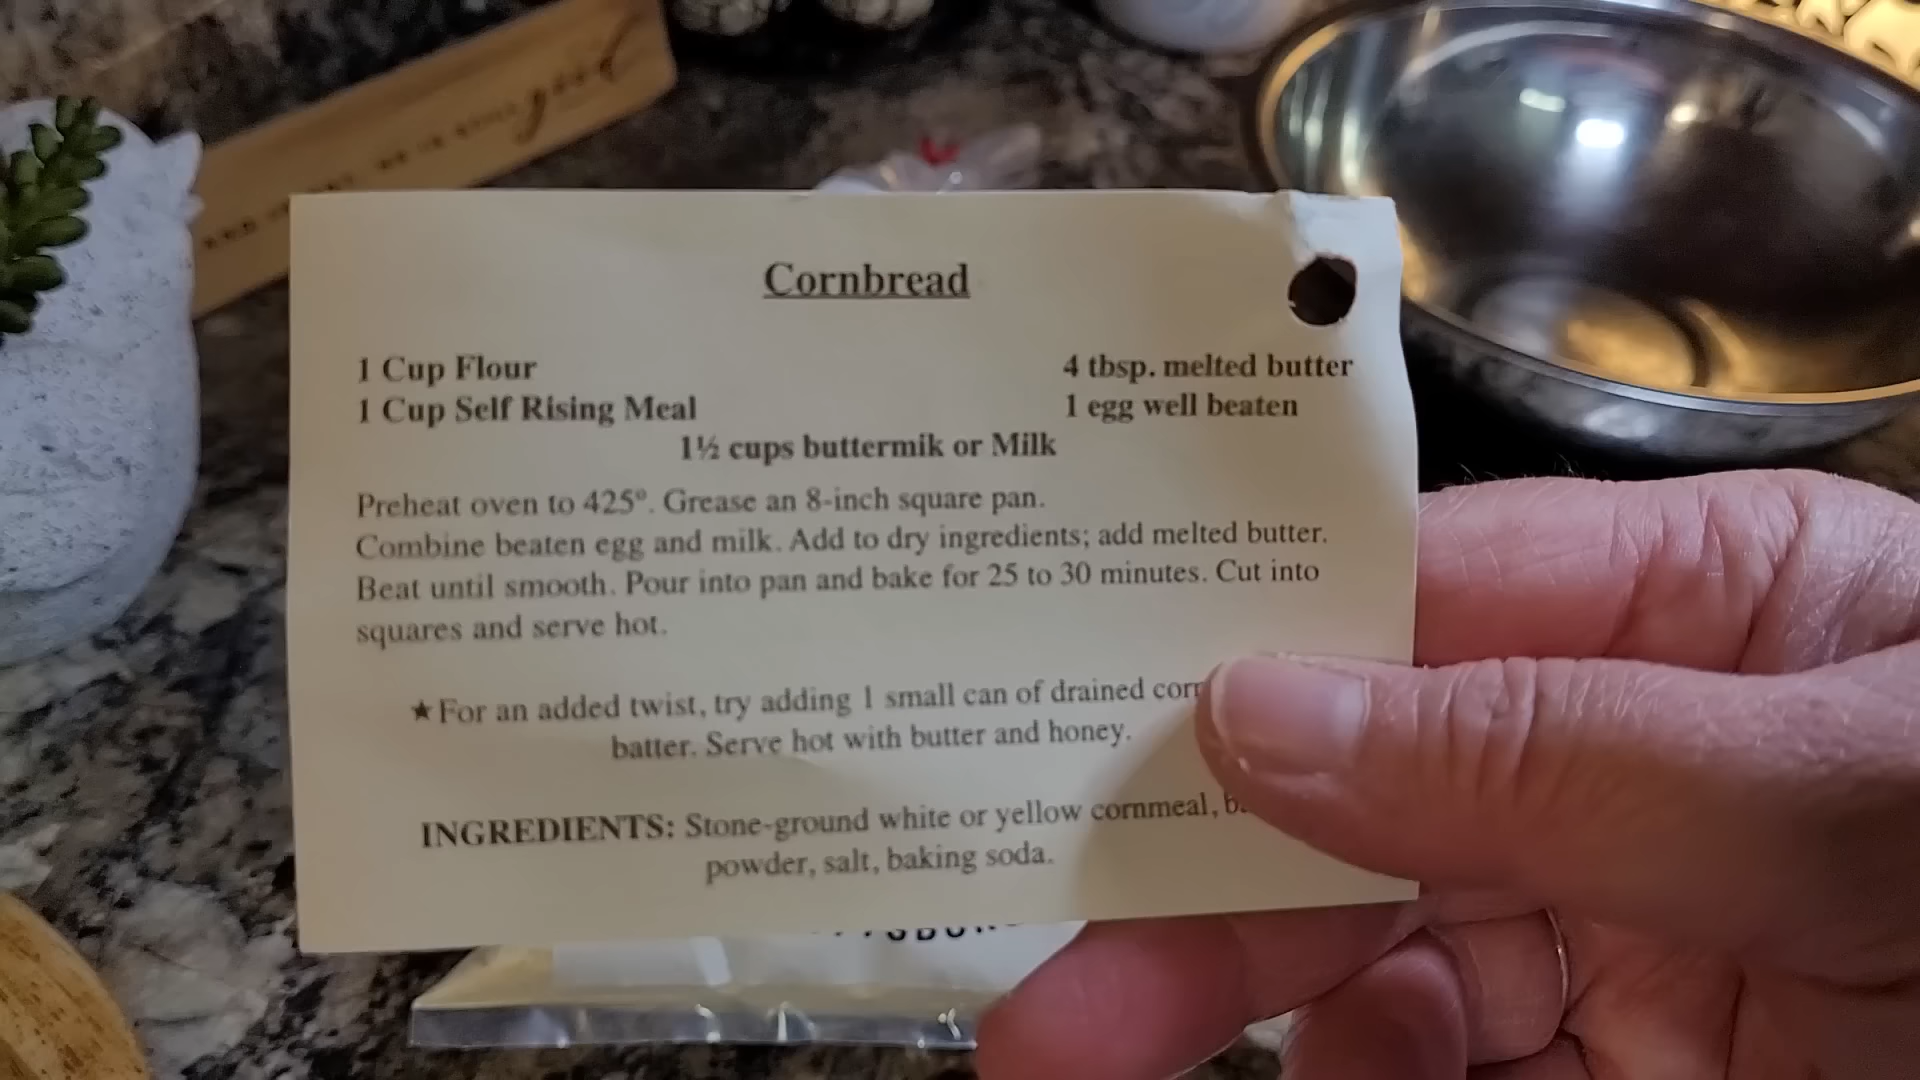 good
Cornbread
1 Cup Flour
4 tbsp. melted butter
1 Cup Self Rising Meal
1 egg well beaten
1½ cups buttermik or Milk
Preheat oven to 425°. Grease an 8-inch square pan.
Combine beaten egg and milk. Add to dry ingredients; add melted butter.
Beat until smooth. Pour into pan and bake for 25 to 30 minutes. Cut into
squares and serve hot.
★For an added twist, try adding 1 small can of drained
batter. Serve hot with butter and honey.
INGREDIENTS: Stone-ground white or yellow cornmeal,
powder, salt, baking soda.